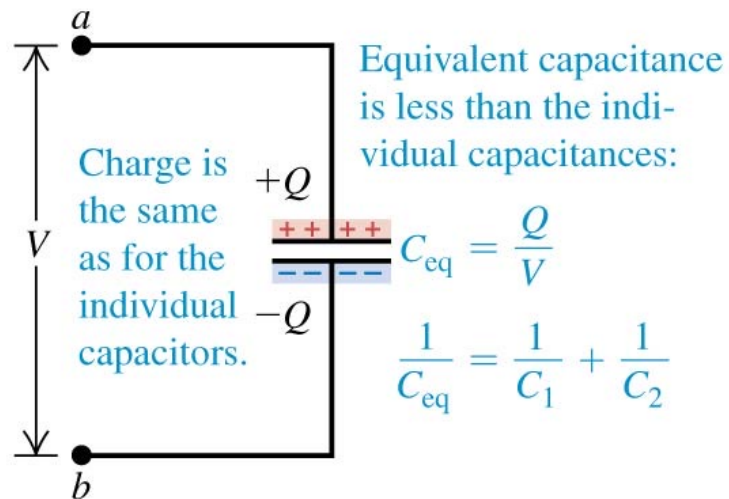 a
Equivalent capacitance
is less than the indi-
vidual capacitances:
Charge is
the same
as for the
individual
capacitors.
V
+Q
+ + + +
− − − −
−Q
C_eq = Q/V
1/C_eq = 1/C_1 + 1/C_2
b